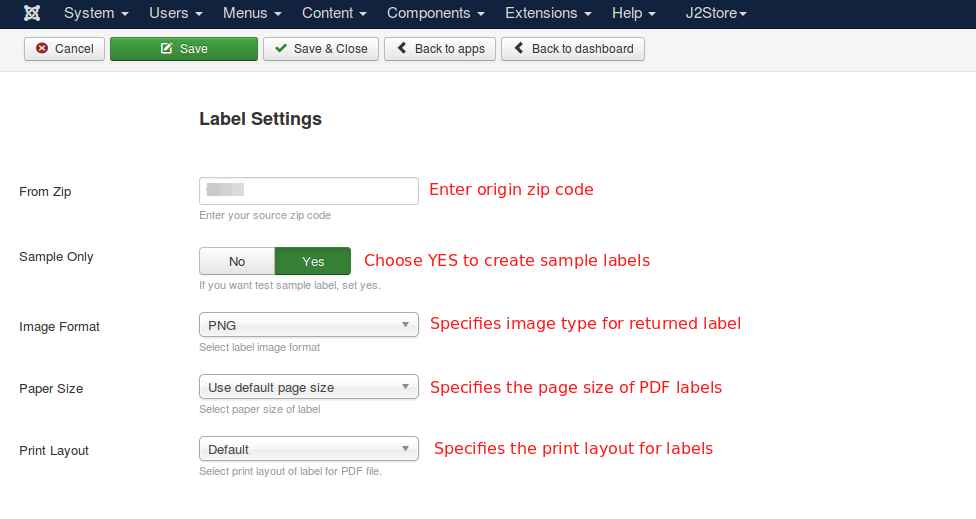 System Users Menus Content Components Extensions Help J2Store
Cancel Save Save & Close Back to apps Back to dashboard
Label Settings
From Zip Enter origin zip code
Enter your source zip code
Sample Only No Yes Choose YES to create sample labels
If you want test sample label, set yes.
Image Format PNG Specifies image type for returned label
Select label image format
Paper Size Use default page size Specifies the page size of PDF labels
Select paper size of label
Print Layout Default Specifies the print layout for labels
Select print layout of label for PDF file.